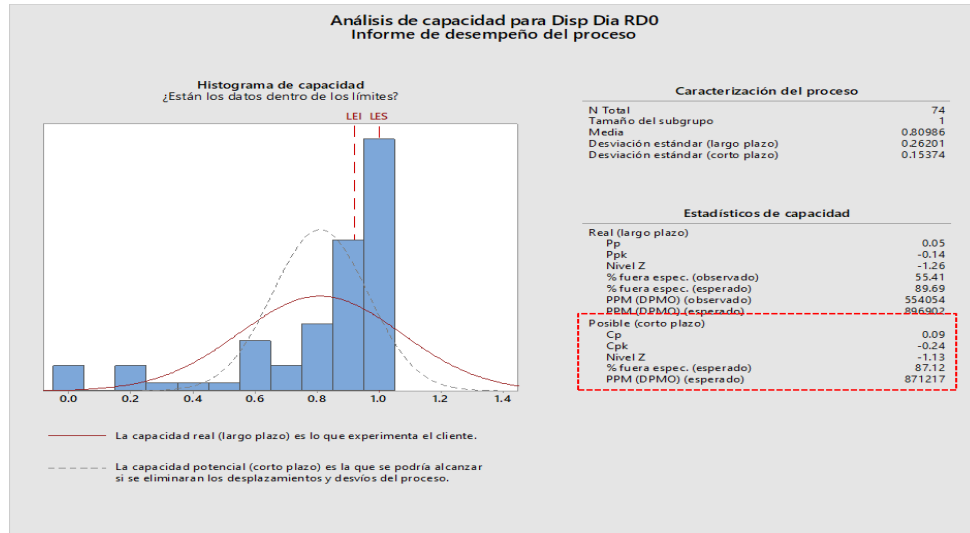 Análisis de capacidad para Disp Dia RD0
Informe de desempeño del proceso
Histograma de capacidad
¿Están los datos dentro de los límites?
LEI LES
0.0 0.2 0.4 0.6 0.8 1.0 1.2 1.4
La capacidad real (largo plazo) es lo que experimenta el cliente.
La capacidad potencial (corto plazo) es la que se podría alcanzar
si se eliminaran los desplazamientos y desvíos del proceso.
Caracterización del proceso
N Total 74
Tamaño del subgrupo 1
Media 0.80986
Desviación estándar (largo plazo) 0.26201
Desviación estándar (corto plazo) 0.15374
Estadísticos de capacidad
Real (largo plazo)
Pp 0.05
Ppk -0.14
Nivel Z -1.26
% fuera espec. (observado) 55.41
% fuera espec. (esperado) 89.69
PPM (DPMO) (observado) 554054
PPM (DPMO) (esperado) 896902
Posible (corto plazo)
Cp 0.09
Cpk -0.24
Nivel Z -1.13
% fuera espec. (esperado) 87.12
PPM (DPMO) (esperado) 871217